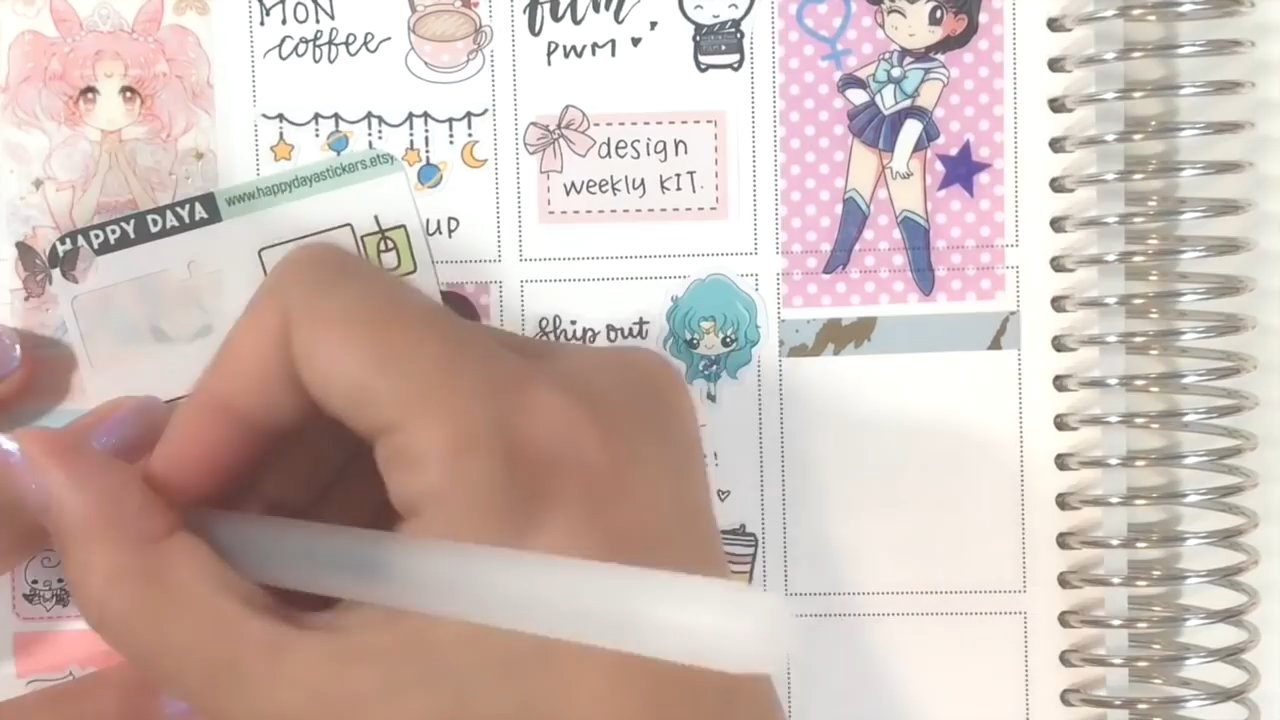 MON
coffee
film
PWM
design
weekly KIT.
HAPPY DAYA
www.happydayastickers.etsy.
UP
Ship out